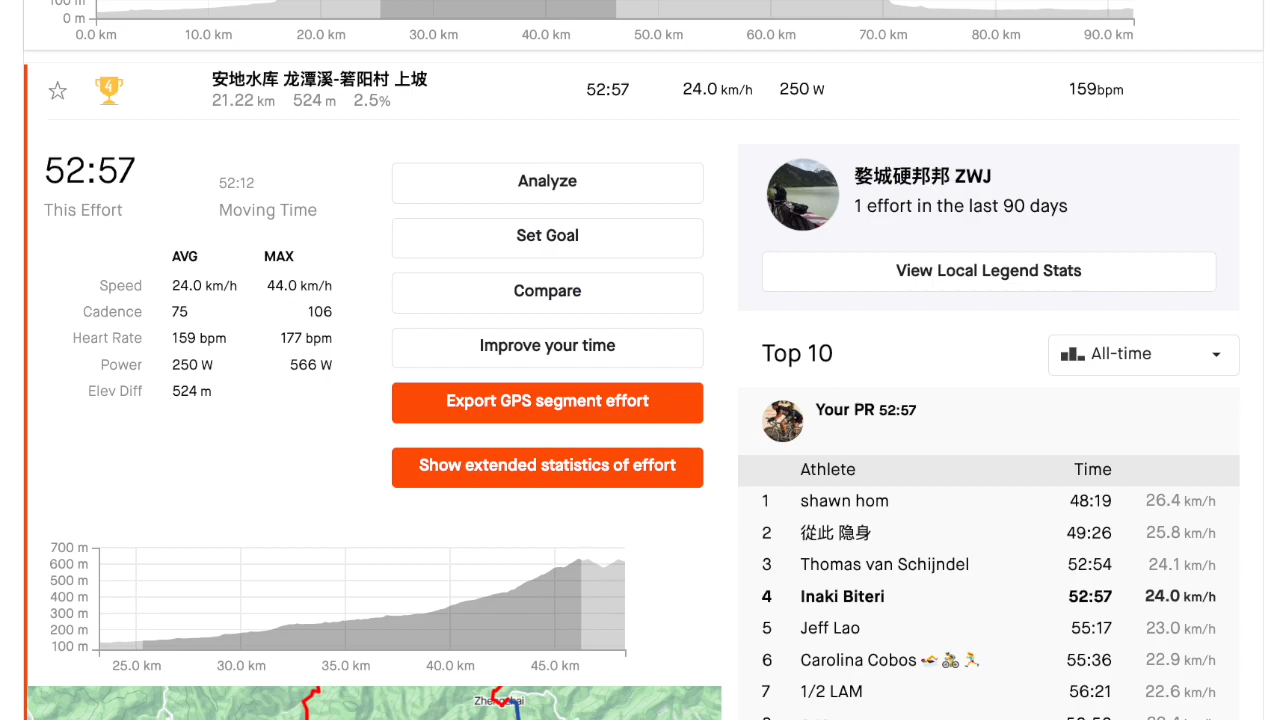 0 m
0.0 km 10.0 km 20.0 km 30.0 km 40.0 km 50.0 km 60.0 km 70.0 km 80.0 km 90.0 km
4
安地水库 龙潭溪-箬阳村 上坡
21.22 km 524 m 2.5%
52:57 24.0 km/h 250 W 159bpm
52:57
This Effort
52:12
Moving Time
AVG MAX
Speed 24.0 km/h 44.0 km/h
Cadence 75 106
Heart Rate 159 bpm 177 bpm
Power 250 W 566 W
Elev Diff 524 m
Analyze
Set Goal
Compare
Improve your time
Export GPS segment effort
Show extended statistics of effort
婺城硬邦邦 ZWJ
1 effort in the last 90 days
View Local Legend Stats
Top 10
All-time
Your PR 52:57
Athlete Time
1 shawn hom 48:19 26.4 km/h
2 從此 隐身 49:26 25.8 km/h
3 Thomas van Schijndel 52:54 24.1 km/h
4 Inaki Biteri 52:57 24.0 km/h
5 Jeff Lao 55:17 23.0 km/h
6 Carolina Cobos 🏊🚴🏃 55:36 22.9 km/h
7 1/2 LAM 56:21 22.6 km/h
700 m
600 m
500 m
400 m
300 m
200 m
100 m
25.0 km 30.0 km 35.0 km 40.0 km 45.0 km